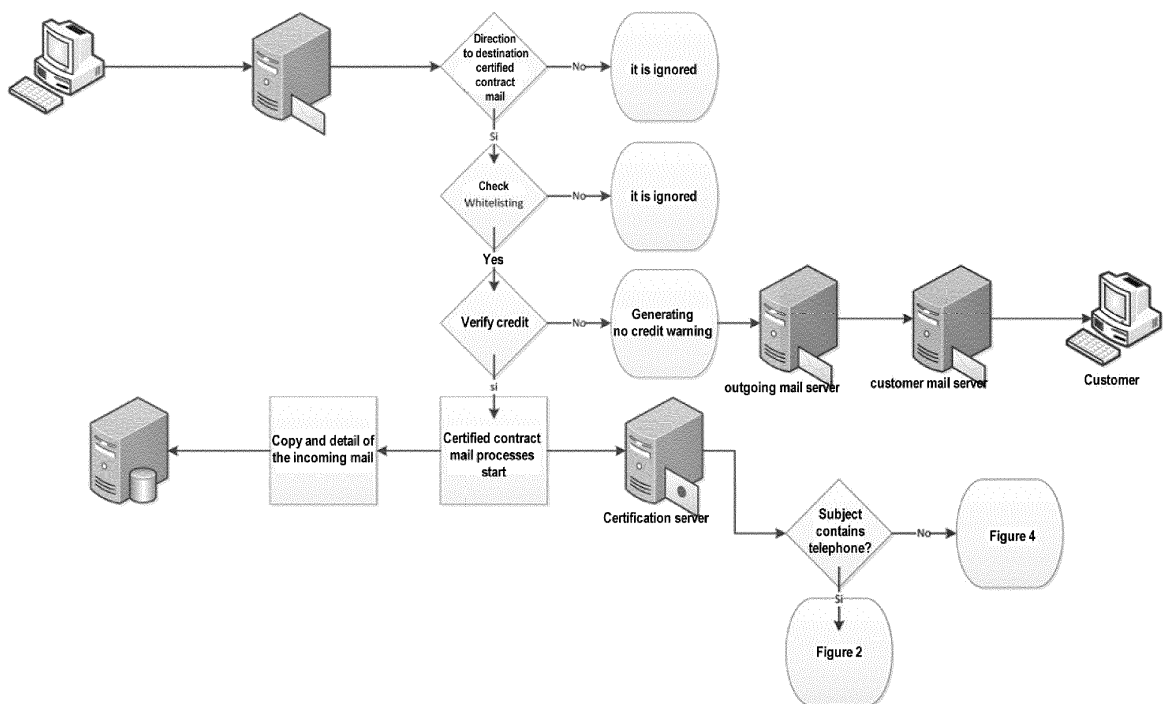 Direction
to destination
certified
contract
mail
No
it is ignored
Si
Check
Whitelisting
No
it is ignored
Yes
Verify credit
No
Generating
no credit warning
outgoing mail server
customer mail server
Customer
si
Copy and detail of
the incoming mail
Certified contract
mail processes
start
Certification server
Subject
contains
telephone?
No
Figure 4
Si
Figure 2